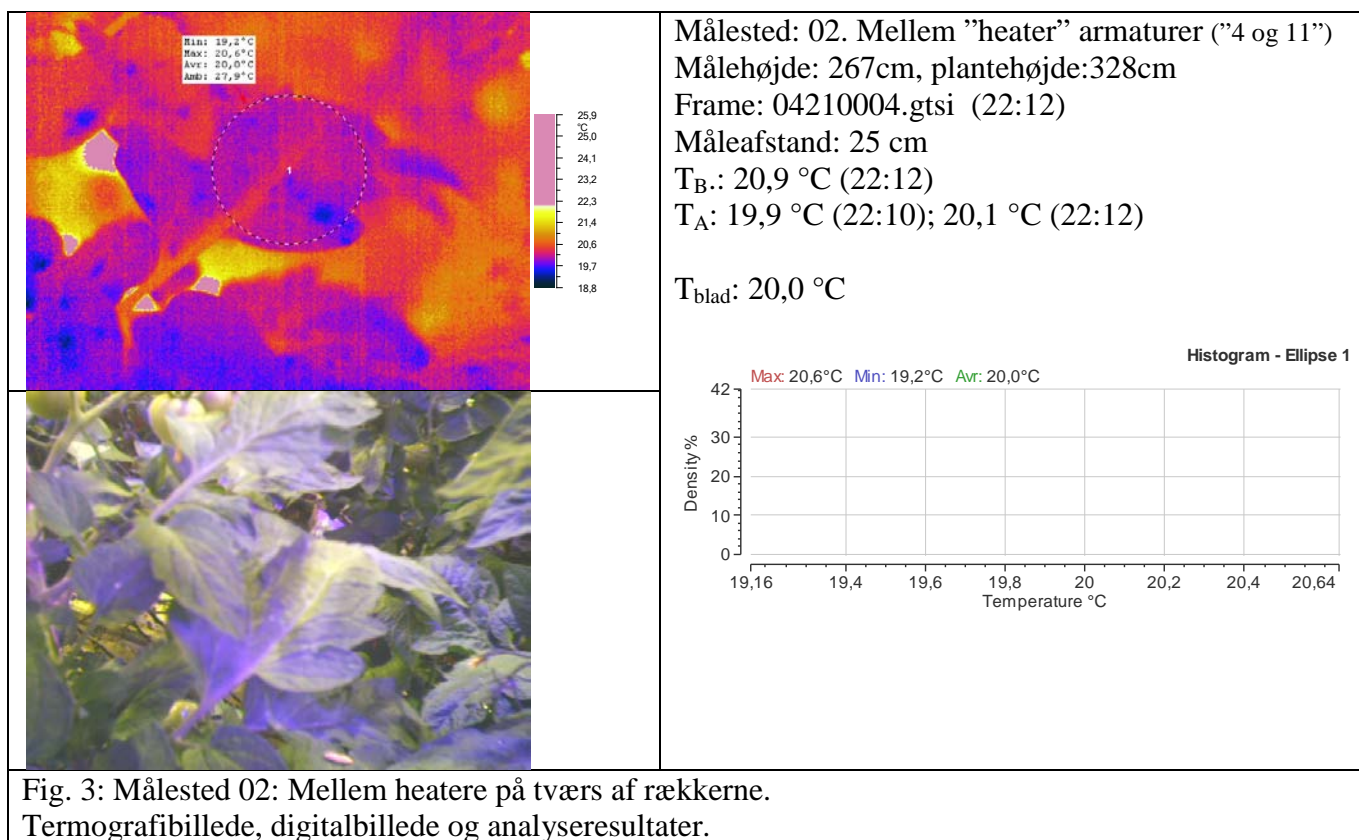 Min: 19,2°C
Max: 20,6°C
Avr: 20,0°C
Amb: 27,9°C
1
25,9
°C
25,0
24,1
23,2
22,3
21,4
20,6
19,7
18,8
Målested: 02. Mellem ”heater” armaturer (”4 og 11”)
Målehøjde: 267cm, plantehøjde:328cm
Frame: 04210004.gtsi (22:12)
Måleafstand: 25 cm
TB.: 20,9 °C (22:12)
TA: 19,9 °C (22:10); 20,1 °C (22:12)
Tblad: 20,0 °C
Histogram - Ellipse 1
Max: 20,6°C Min: 19,2°C Avr: 20,0°C
42
30
20
10
0
Density %
19,16 19,4 19,6 19,8 20 20,2 20,4 20,64
Temperature °C
Fig. 3: Målested 02: Mellem heatere på tværs af rækkerne.
Termografibillede, digitalbillede og analyseresultater.